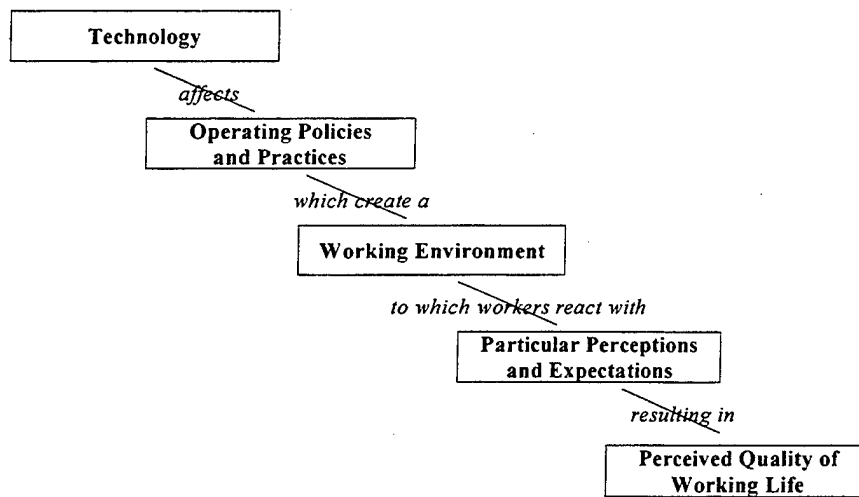 Technology
affects
Operating Policies
and Practices
which create a
Working Environment
to which workers react with
Particular Perceptions
and Expectations
resulting in
Perceived Quality of
Working Life